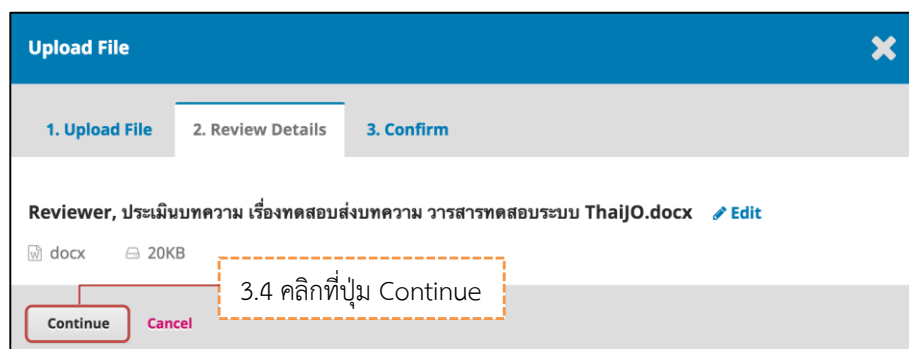 Upload File
1. Upload File 2. Review Details 3. Confirm
Reviewer, ประเมินบทความ เรื่องทดสอบส่งบทความ วารสารทดสอบระบบ ThaiJO.docx Edit
docx 20KB
3.4 คลิกที่ปุ่ม Continue
Continue Cancel